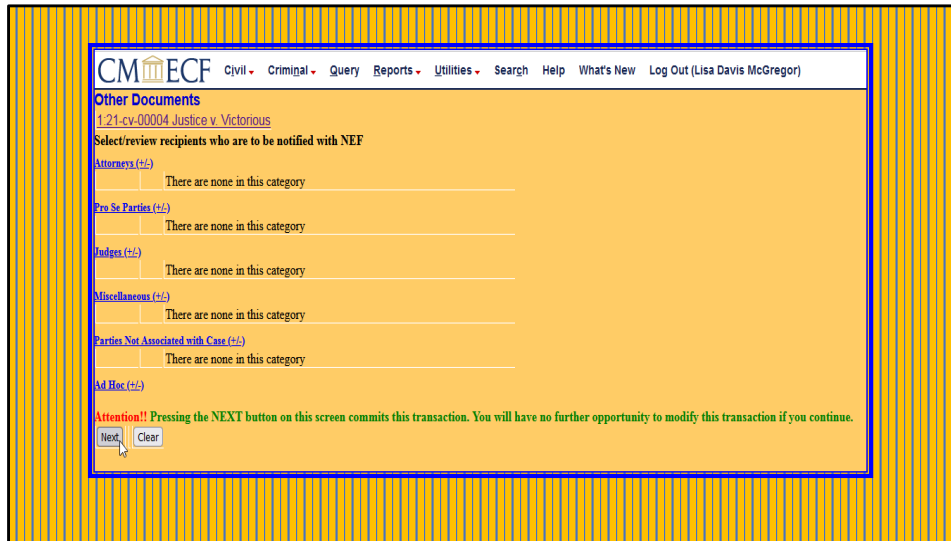 CM ECF Civil Criminal Query Reports Utilities Search Help What's New Log Out (Lisa Davis McGregor)
Other Documents
1:21-cv-00004 Justice v. Victorious
Select/review recipients who are to be notified with NEF
Attorneys (+/-)
There are none in this category
Pro Se Parties (+/-)
There are none in this category
Judges (+/-)
There are none in this category
Miscellaneous (+/-)
There are none in this category
Parties Not Associated with Case (+/-)
There are none in this category
Ad Hoc (+/-)
Attention!! Pressing the NEXT button on this screen commits this transaction. You will have no further opportunity to modify this transaction if you continue.
Next Clear